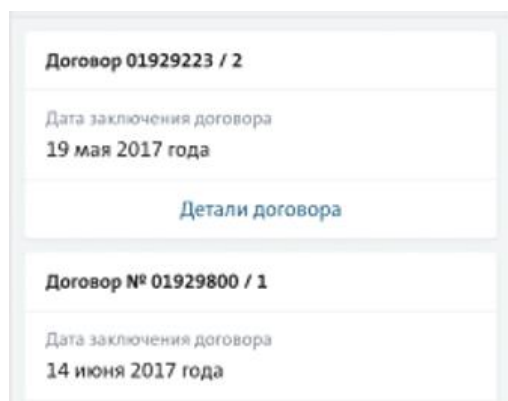 Договор 01929223 / 2
Дата заключения договора
19 мая 2017 года
Детали договора
Договор № 01929800 / 1
Дата заключения договора
14 июня 2017 года